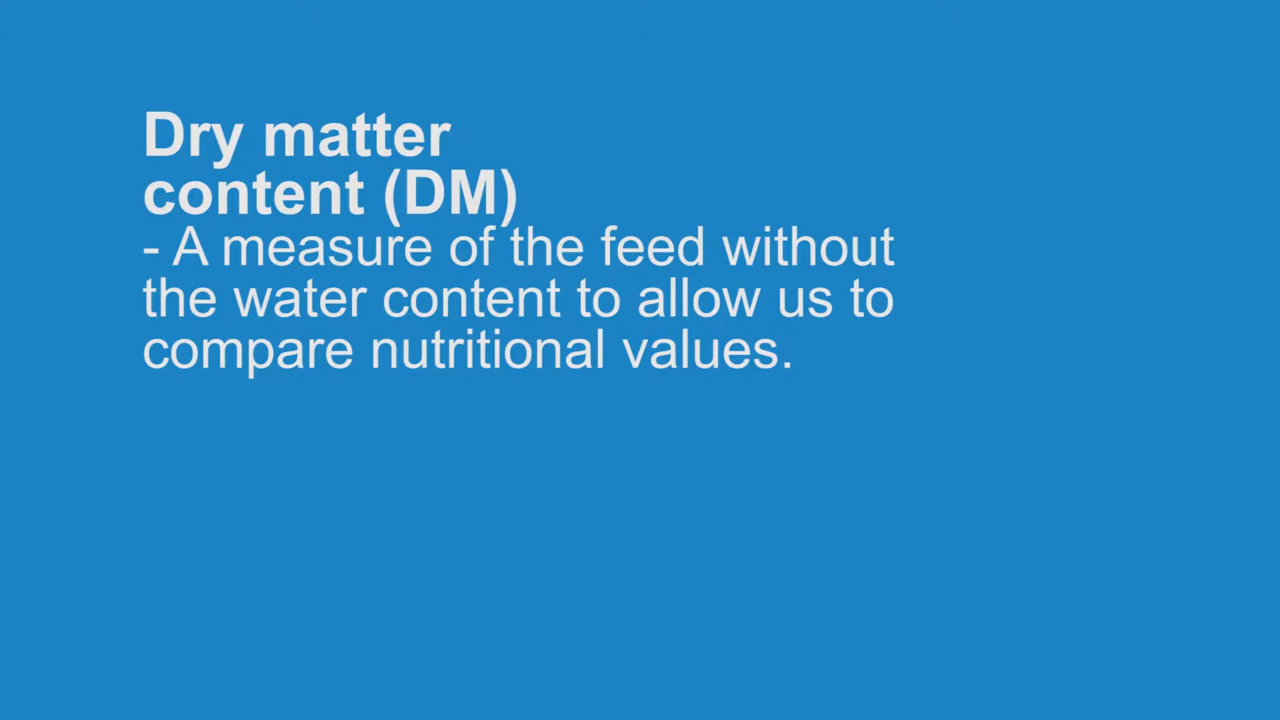 Dry matter
content (DM)
- A measure of the feed without
the water content to allow us to
compare nutritional values.